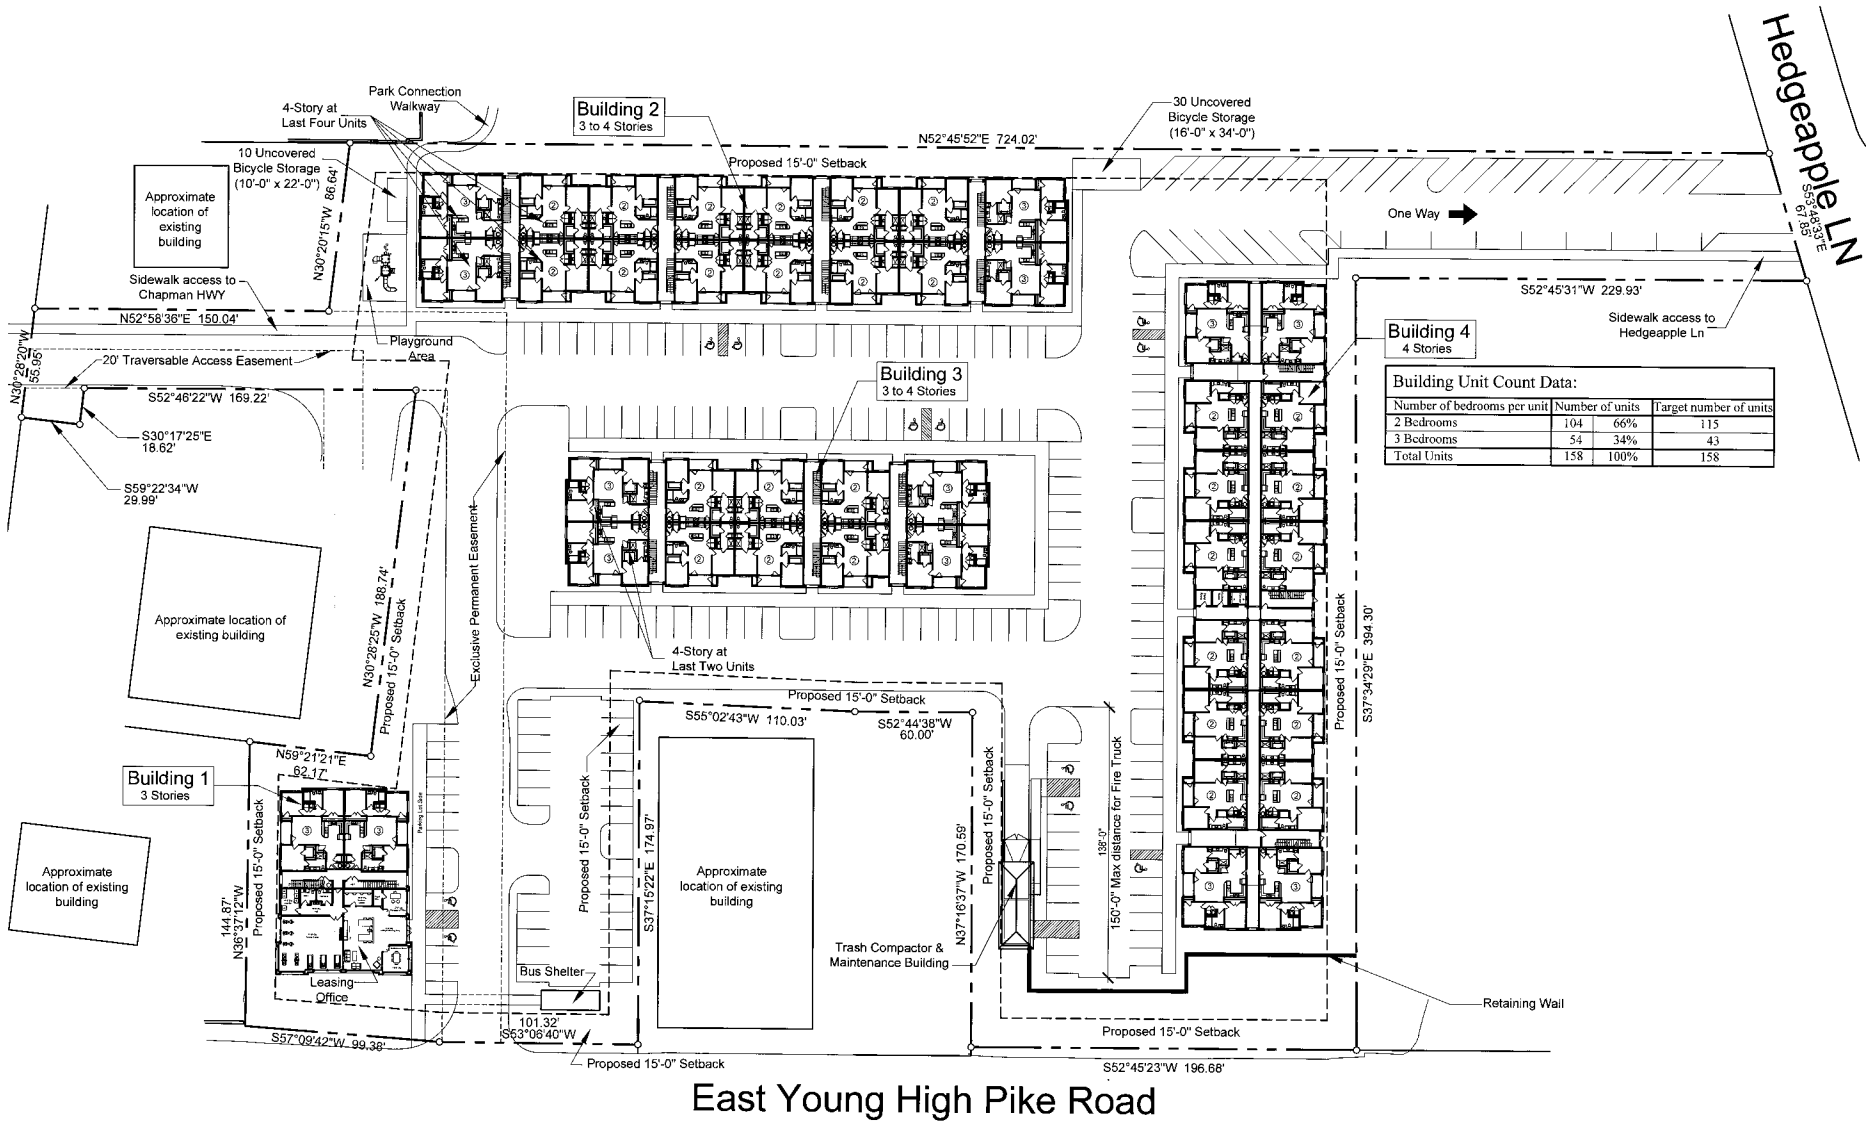 Hedgeapple LN
S53°48'33"E
67.85'
Park Connection
Walkway
4-Story at
Last Four Units
Building 2
3 to 4 Stories
30 Uncovered
Bicycle Storage
(16'-0" x 34'-0")
N52°45'52"E 724.02'
10 Uncovered
Bicycle Storage
(10'-0" x 22'-0")
Proposed 15'-0" Setback
N30°20'15"W 86.64'
Approximate
location of
existing
building
One Way
Sidewalk access to
Chapman HWY
N52°58'36"E 150.04'
S52°45'31"W 229.93'
Sidewalk access to
Hedgeapple Ln
Playground
Area
20' Traversable Access Easement
N30°28'20"W
55.95'
S52°46'22"W 169.22'
Building 3
3 to 4 Stories
Building 4
4 Stories
Building Unit Count Data:
Number of bedrooms per unit Number of units Target number of units
2 Bedrooms 104 66% 115
3 Bedrooms 54 34% 43
Total Units 158 100% 158
S30°17'25"E
18.62'
S59°22'34"W
29.99'
Exclusive Permanent Easement
N30°28'25"W 188.74'
Proposed 15'-0" Setback
Approximate location of
existing building
4-Story at
Last Two Units
Proposed 15'-0" Setback
S37°34'29"E 394.30'
Proposed 15'-0" Setback
S55°02'43"W 110.03'
S52°44'38"W
60.00'
N59°21'21"E
62.17'
Building 1
3 Stories
Parking Lot Side
Proposed 15'-0" Setback
S37°15'22"E 174.97'
Proposed 15'-0" Setback
N37°16'37"W 170.59'
138'-0"
150'-0" Max distance for Fire Truck
Proposed 15'-0" Setback
144.87'
N36°37'12"W
Approximate
location of existing
building
Approximate
location of existing
building
Trash Compactor &
Maintenance Building
Leasing
Office
Bus Shelter
Retaining Wall
101.32'
S53°06'40"W
S57°09'42"W 99.38'
Proposed 15'-0" Setback
Proposed 15'-0" Setback
S52°45'23"W 196.68'
East Young High Pike Road